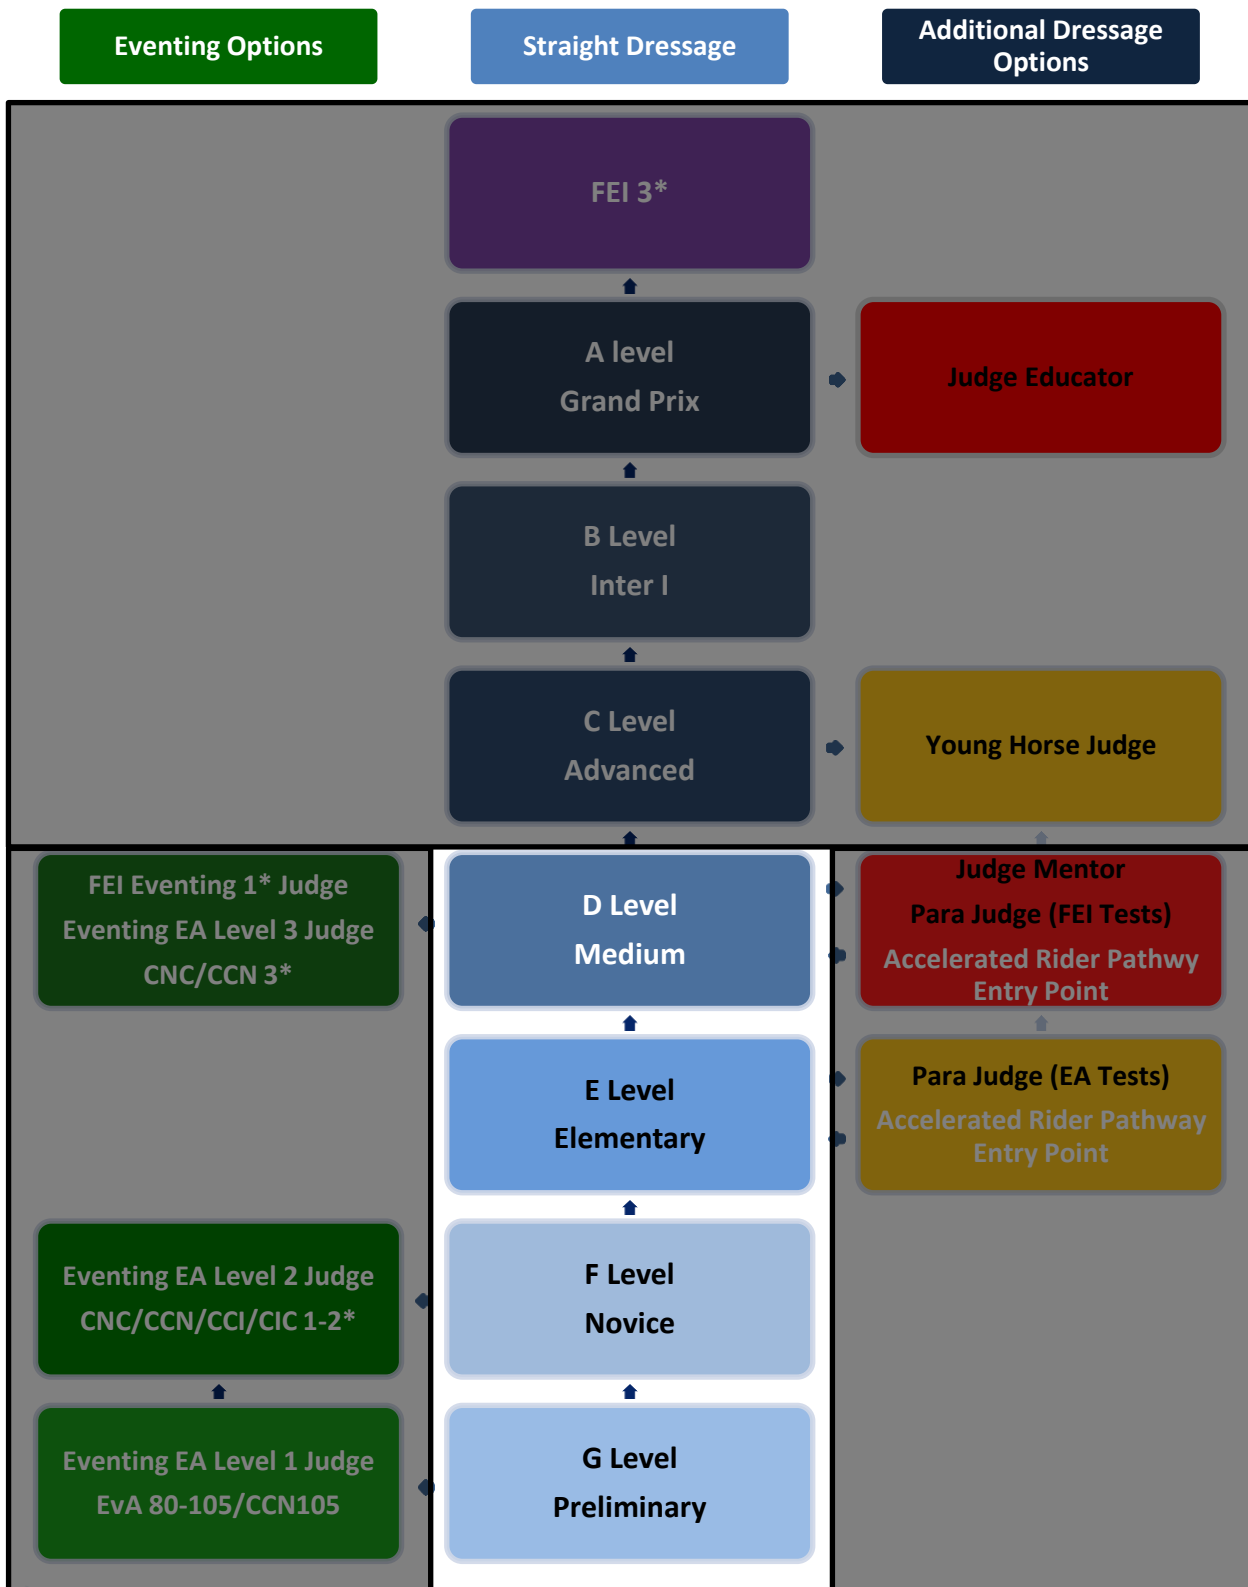 Eventing Options
Straight Dressage
Additional Dressage
Options
FEI 3*
A level
Grand Prix
Judge Educator
B Level
Inter I
C Level
Advanced
Young Horse Judge
FEI Eventing 1* Judge
Eventing EA Level 3 Judge
CNC/CCN 3*
D Level
Medium
Judge Mentor
Para Judge (FEI Tests)
Accelerated Rider Pathwy
Entry Point
E Level
Elementary
Para Judge (EA Tests)
Accelerated Rider Pathway
Entry Point
Eventing EA Level 2 Judge
CNC/CCN/CCI/CIC 1-2*
F Level
Novice
Eventing EA Level 1 Judge
EvA 80-105/CCN105
G Level
Preliminary